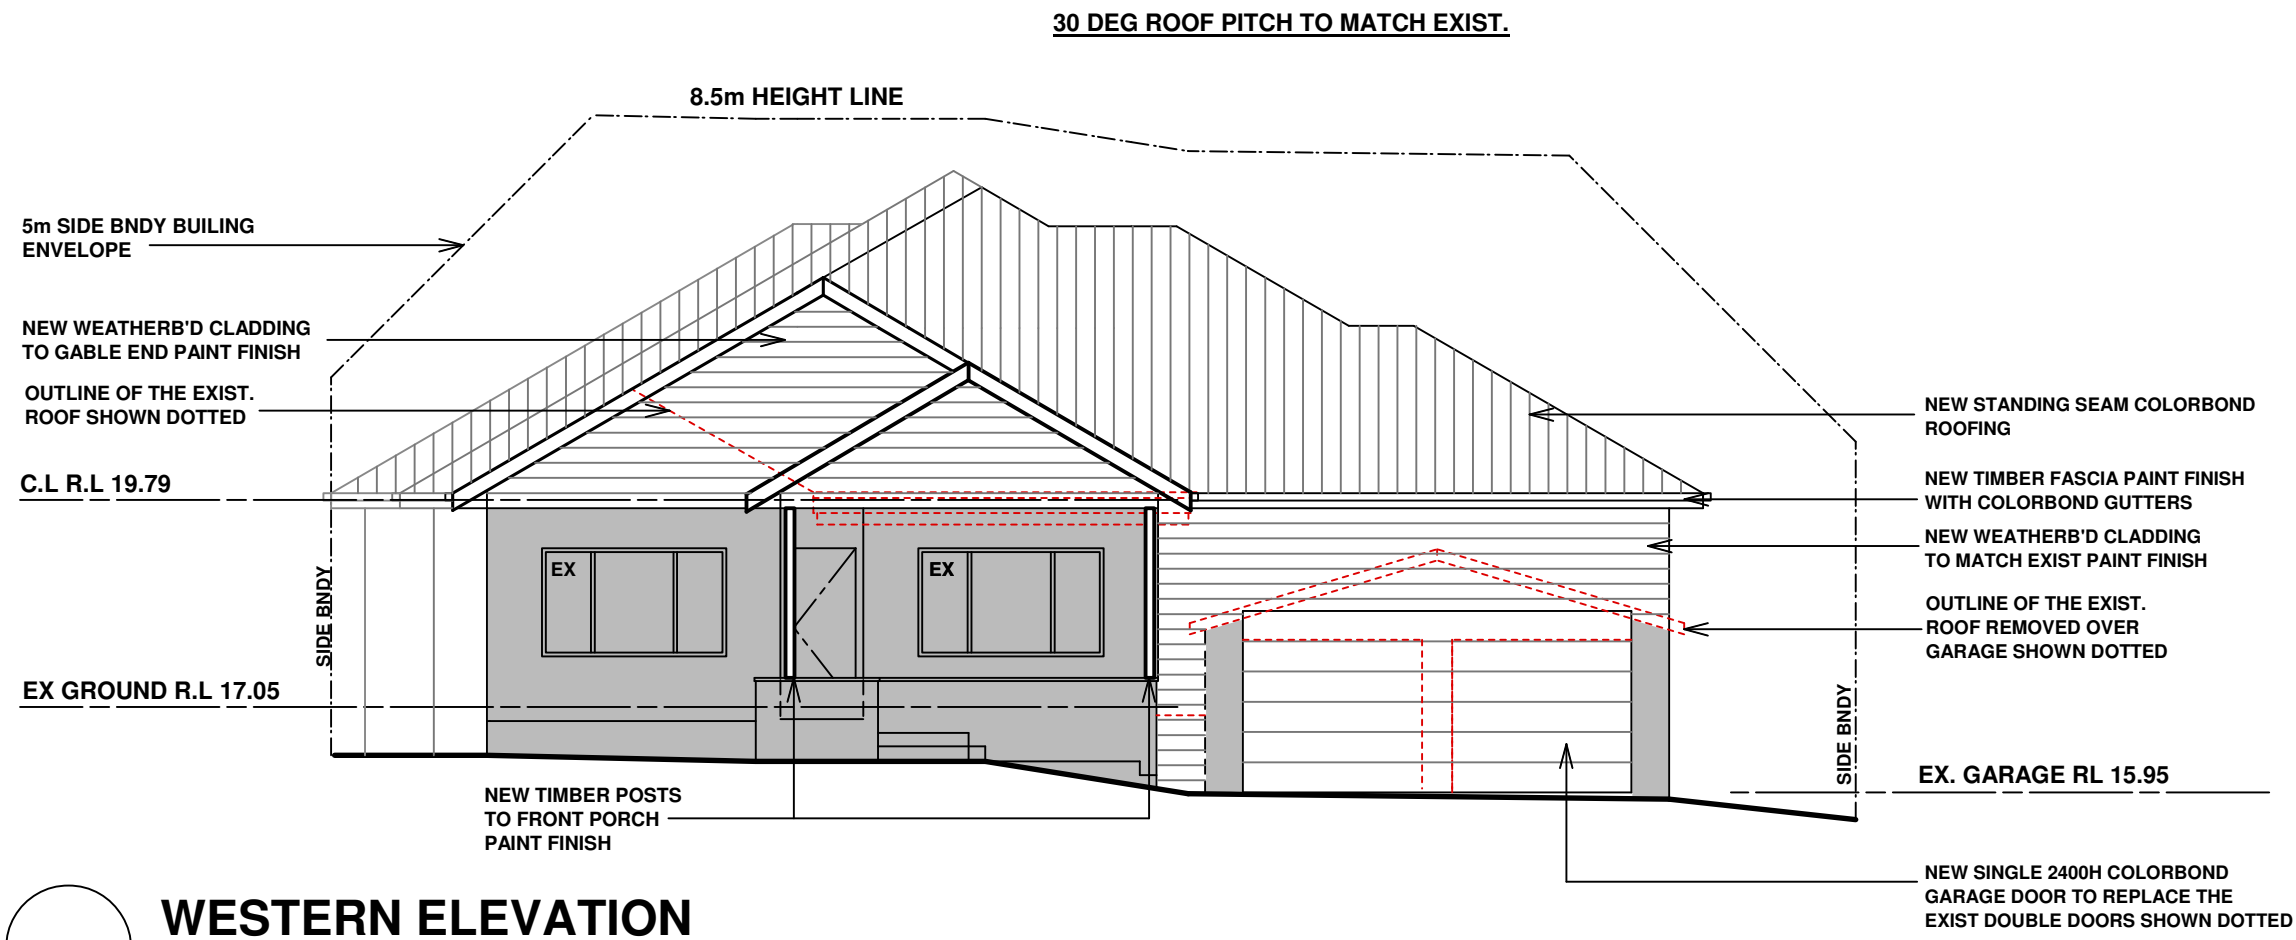 30 DEG ROOF PITCH TO MATCH EXIST.
8.5m HEIGHT LINE
5m SIDE BNDY BUILING
ENVELOPE
NEW WEATHERB'D CLADDING
TO GABLE END PAINT FINISH
OUTLINE OF THE EXIST.
ROOF SHOWN DOTTED
C.L R.L 19.79
SIDE BNDY
EX GROUND R.L 17.05
EX
EX
NEW STANDING SEAM COLORBOND
ROOFING
NEW TIMBER FASCIA PAINT FINISH
WITH COLORBOND GUTTERS
NEW WEATHERB'D CLADDING
TO MATCH EXIST PAINT FINISH
OUTLINE OF THE EXIST.
ROOF REMOVED OVER
GARAGE SHOWN DOTTED
SIDE BNDY
EX. GARAGE RL 15.95
NEW TIMBER POSTS
TO FRONT PORCH
PAINT FINISH
NEW SINGLE 2400H COLORBOND
GARAGE DOOR TO REPLACE THE
EXIST DOUBLE DOORS SHOWN DOTTED
WESTERN ELEVATION